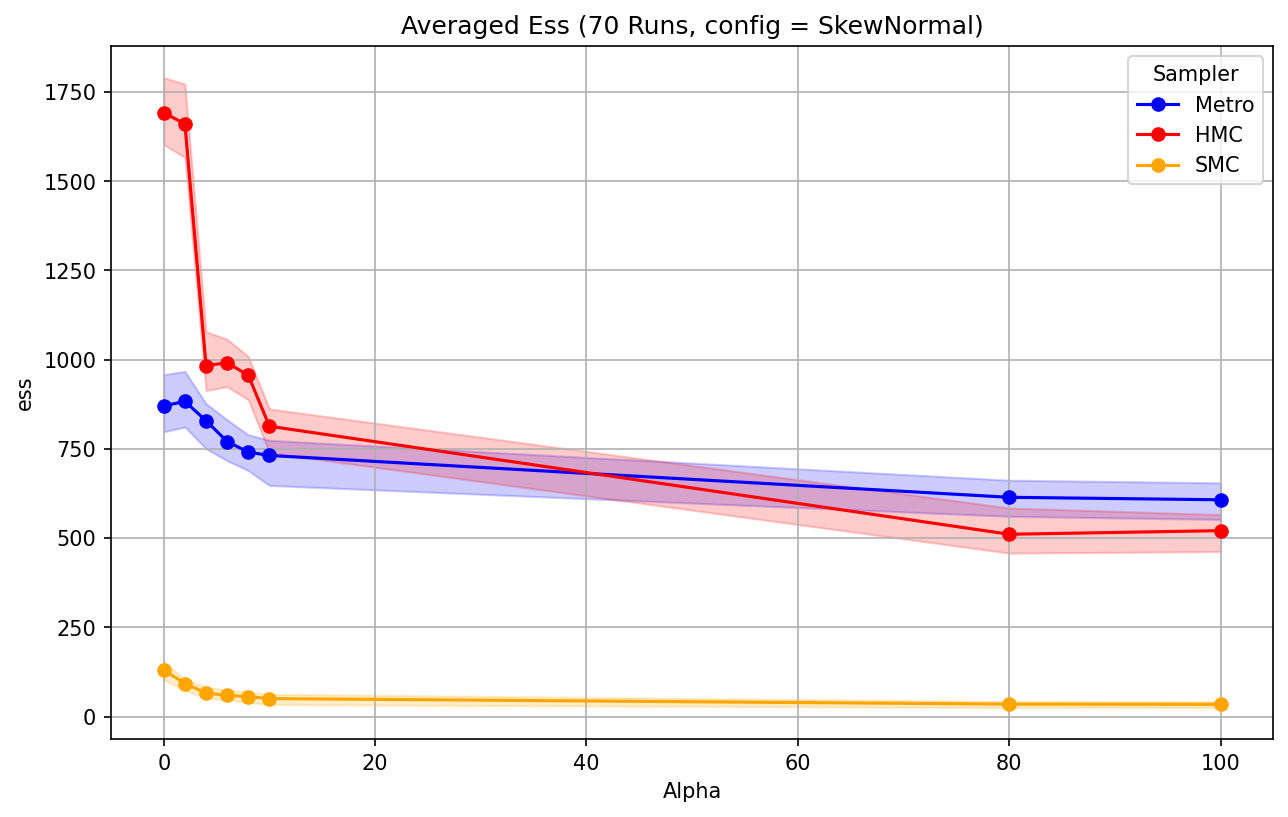 Averaged Ess (70 Runs, config = SkewNormal)
Sampler
Metro
HMC
SMC
ess
1750
1500
1250
1000
750
500
250
0
0 20 40 60 80 100
Alpha